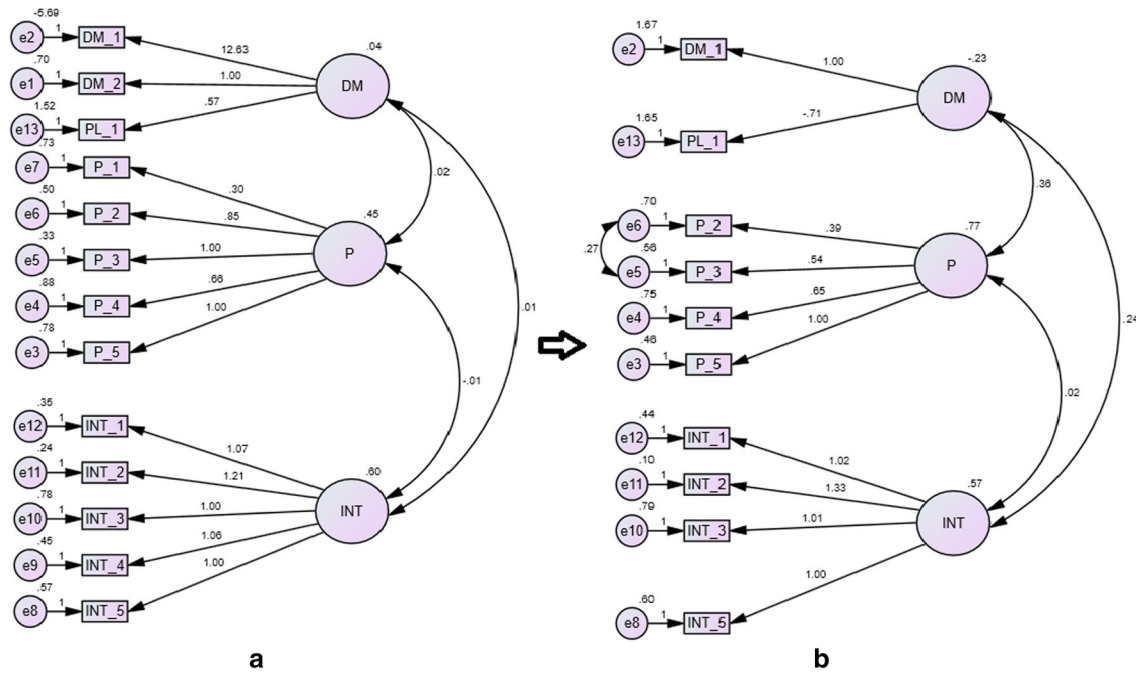 -5.69
e2 1 DM_1
12.63
.04
DM
.70
e1 1 DM_2
1.00
1.52
e13 1 PL_1
.57
.73
e7 1 P_1
.30
.02
.50
e6 1 P_2
.85
.45
P
.33
e5 1 P_3
1.00
.88
e4 1 P_4
.66
.78
e3 1 P_5
1.00
.01
-.01
.35
e12 1 INT_1
1.07
.24
e11 1 INT_2
1.21
.60
INT
.78
e10 1 INT_3
1.00
.45
e9 1 INT_4
1.06
.57
e8 1 INT_5
1.00
a
1.67
e2 1 DM_1
1.00
-.23
DM
1.65
e13 1 PL_1
-.71
.36
.70
e6 1 P_2
.39
.77
P
.27
.56
e5 1 P_3
.54
.75
e4 1 P_4
.65
.46
e3 1 P_5
1.00
.24
.02
.44
e12 1 INT_1
1.02
.10
e11 1 INT_2
1.33
.57
INT
.79
e10 1 INT_3
1.01
.60
e8 1 INT_5
1.00
b